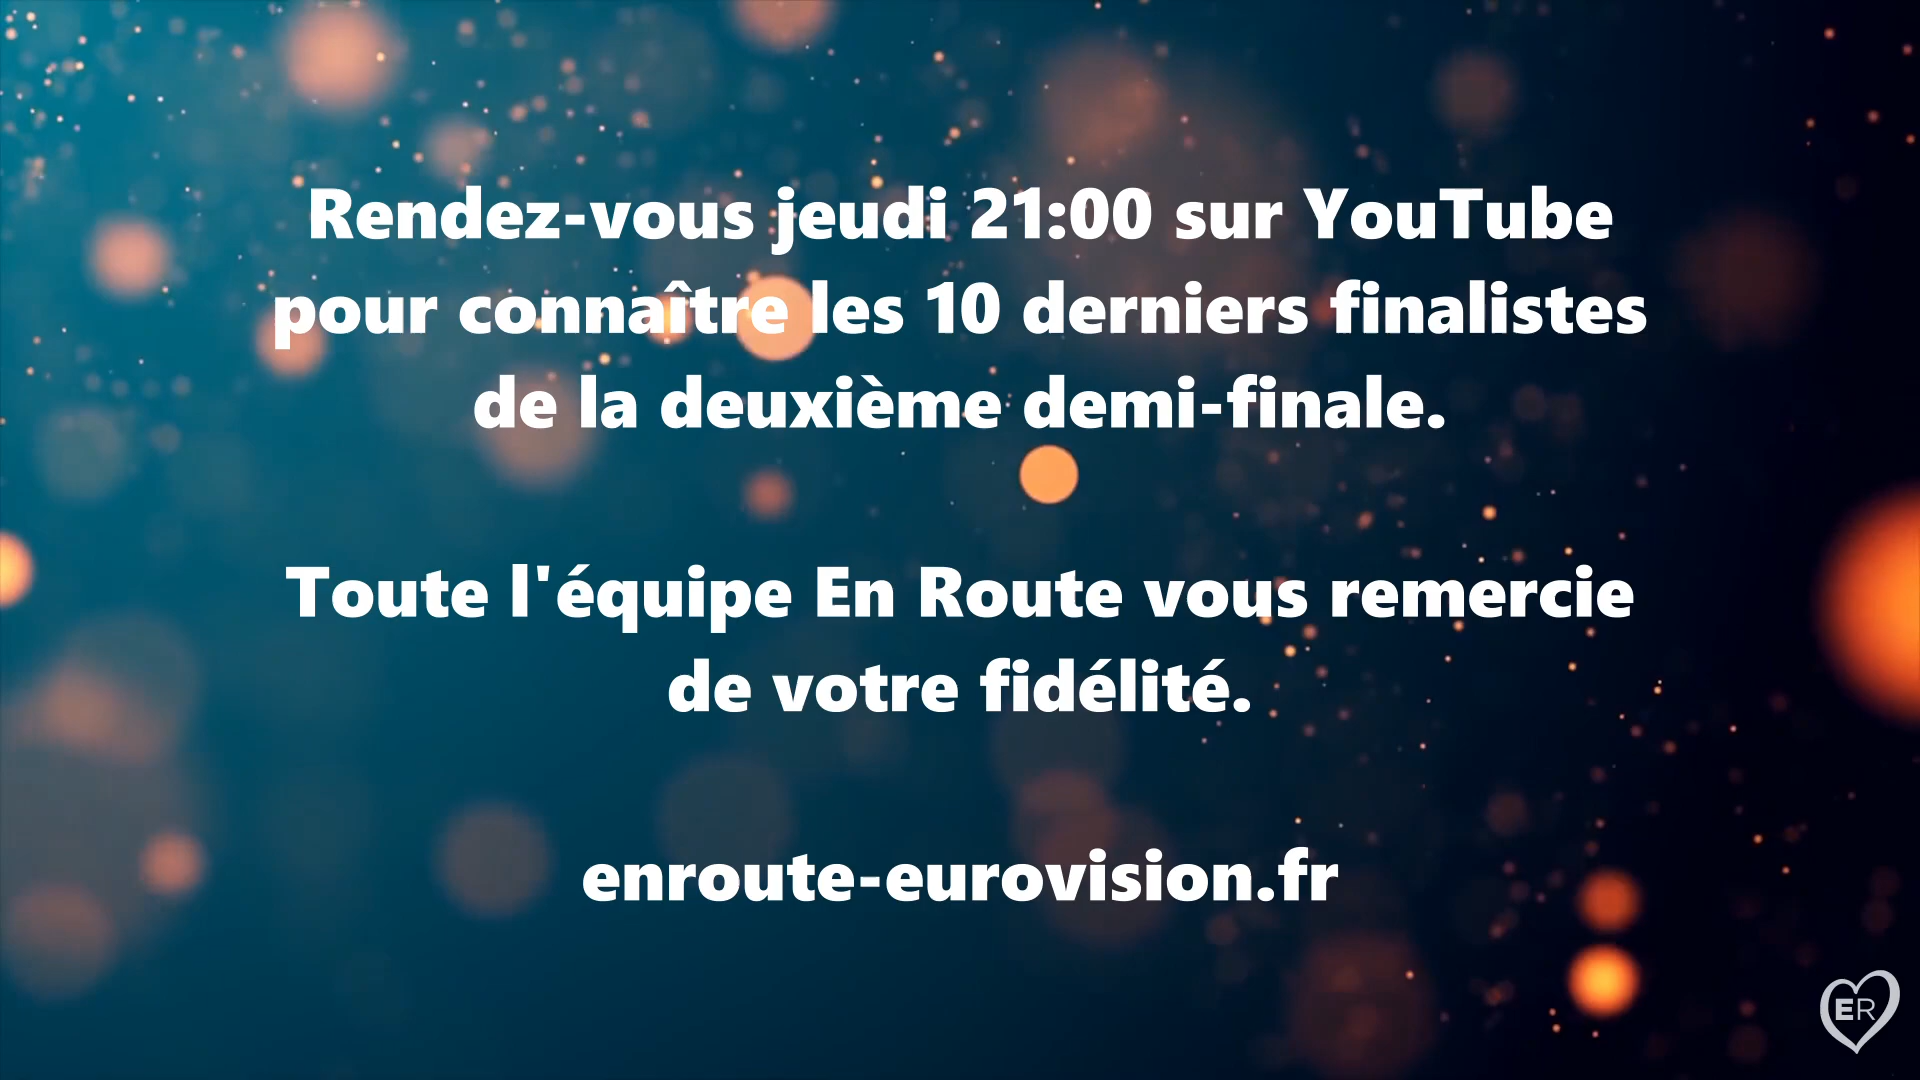 Rendez-vous jeudi 21:00 sur YouTube
pour connaître les 10 derniers finalistes
de la deuxième demi-finale.
Toute l'équipe En Route vous remercie
de votre fidélité.
enroute-eurovision.fr
ER